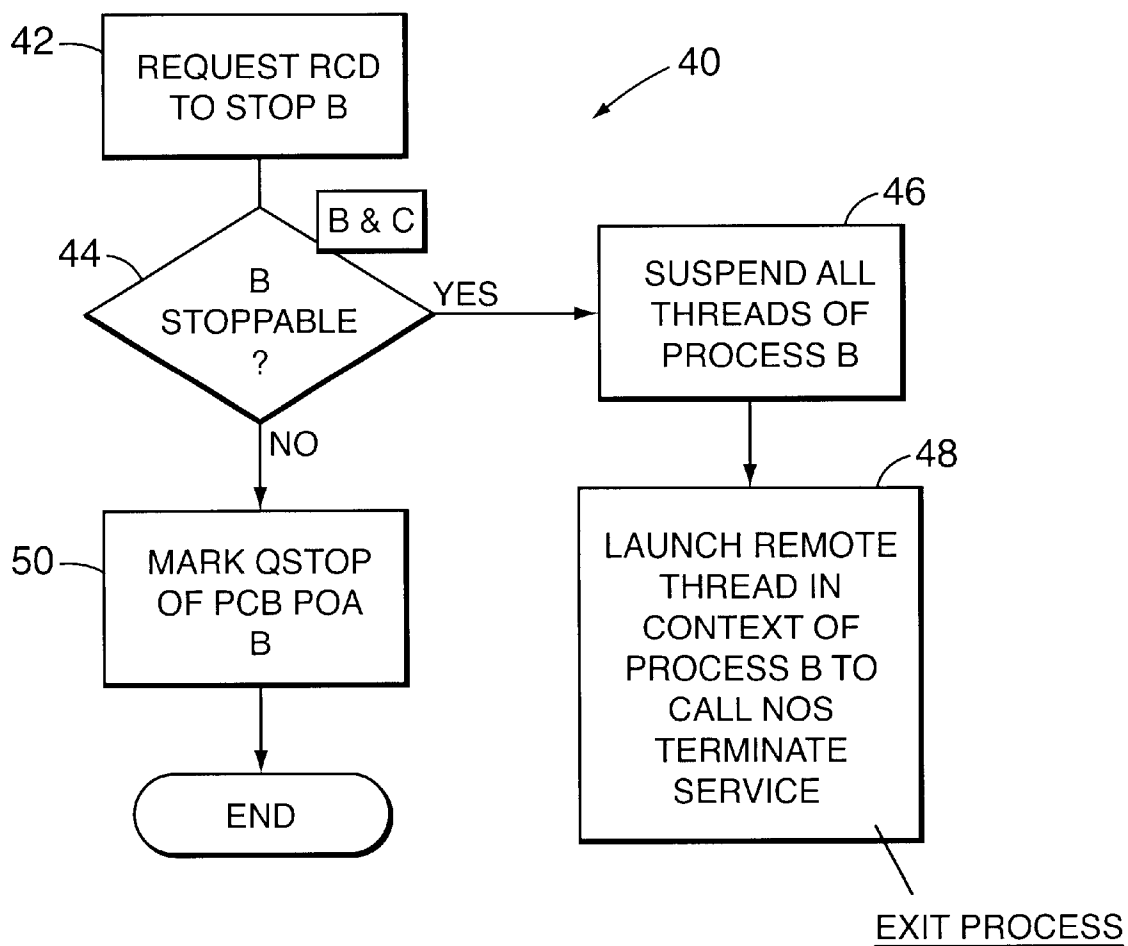 42
REQUEST RCD
TO STOP B
40
B & C
44
B
STOPPABLE
?
YES
46
SUSPEND ALL
THREADS OF
PROCESS B
NO
48
LAUNCH REMOTE
THREAD IN
CONTEXT OF
PROCESS B TO
CALL NOS
TERMINATE
SERVICE
50
MARK QSTOP
OF PCB POA
B
END
EXIT PROCESS